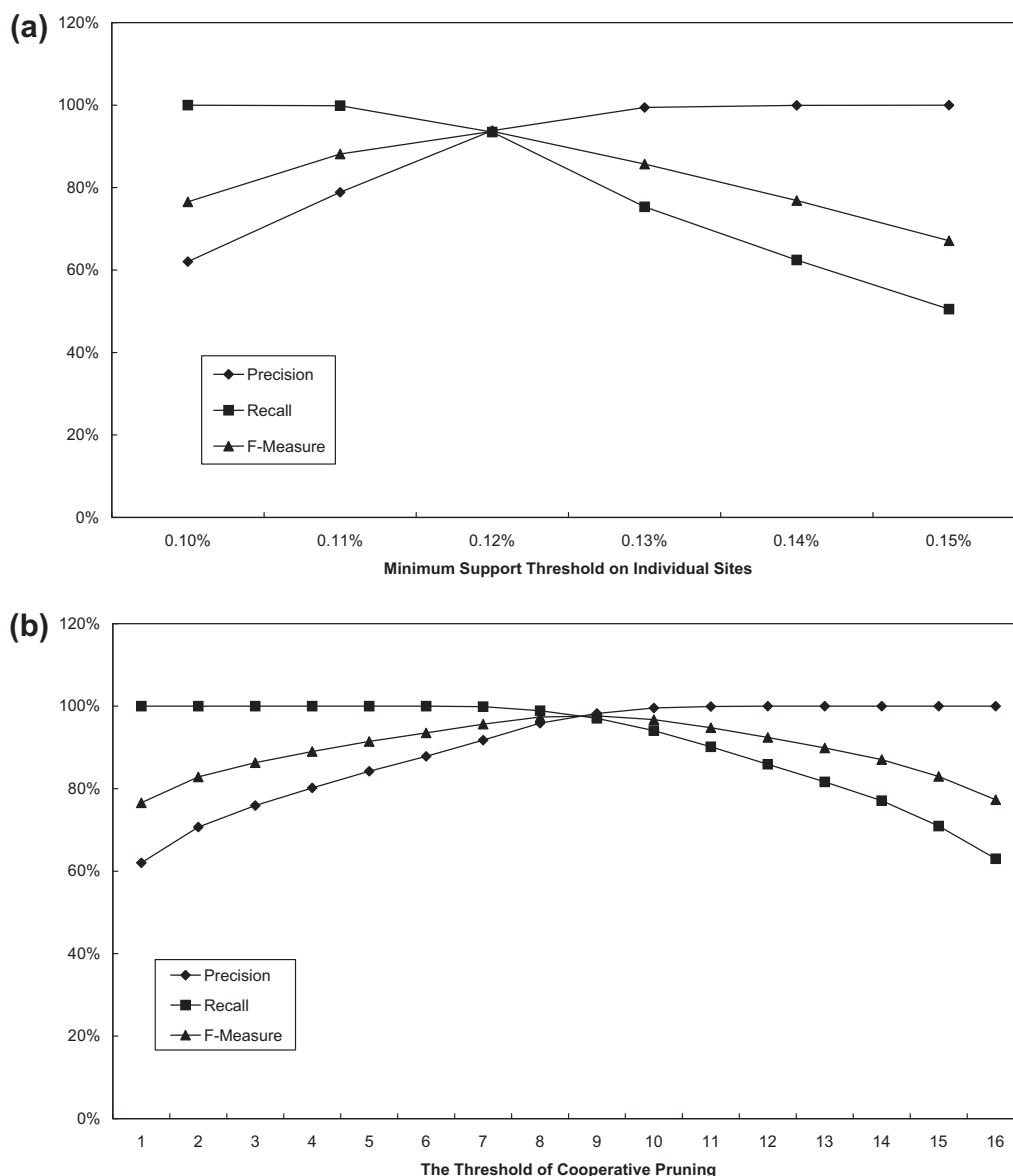 (a)
120%
100%
80%
60%
40%
20%
0%
Precision
Recall
F-Measure
0.10% 0.11% 0.12% 0.13% 0.14% 0.15%
Minimum Support Threshold on Individual Sites
(b)
120%
100%
80%
60%
40%
20%
0%
Precision
Recall
F-Measure
1 2 3 4 5 6 7 8 9 10 11 12 13 14 15 16
The Threshold of Cooperative Pruning